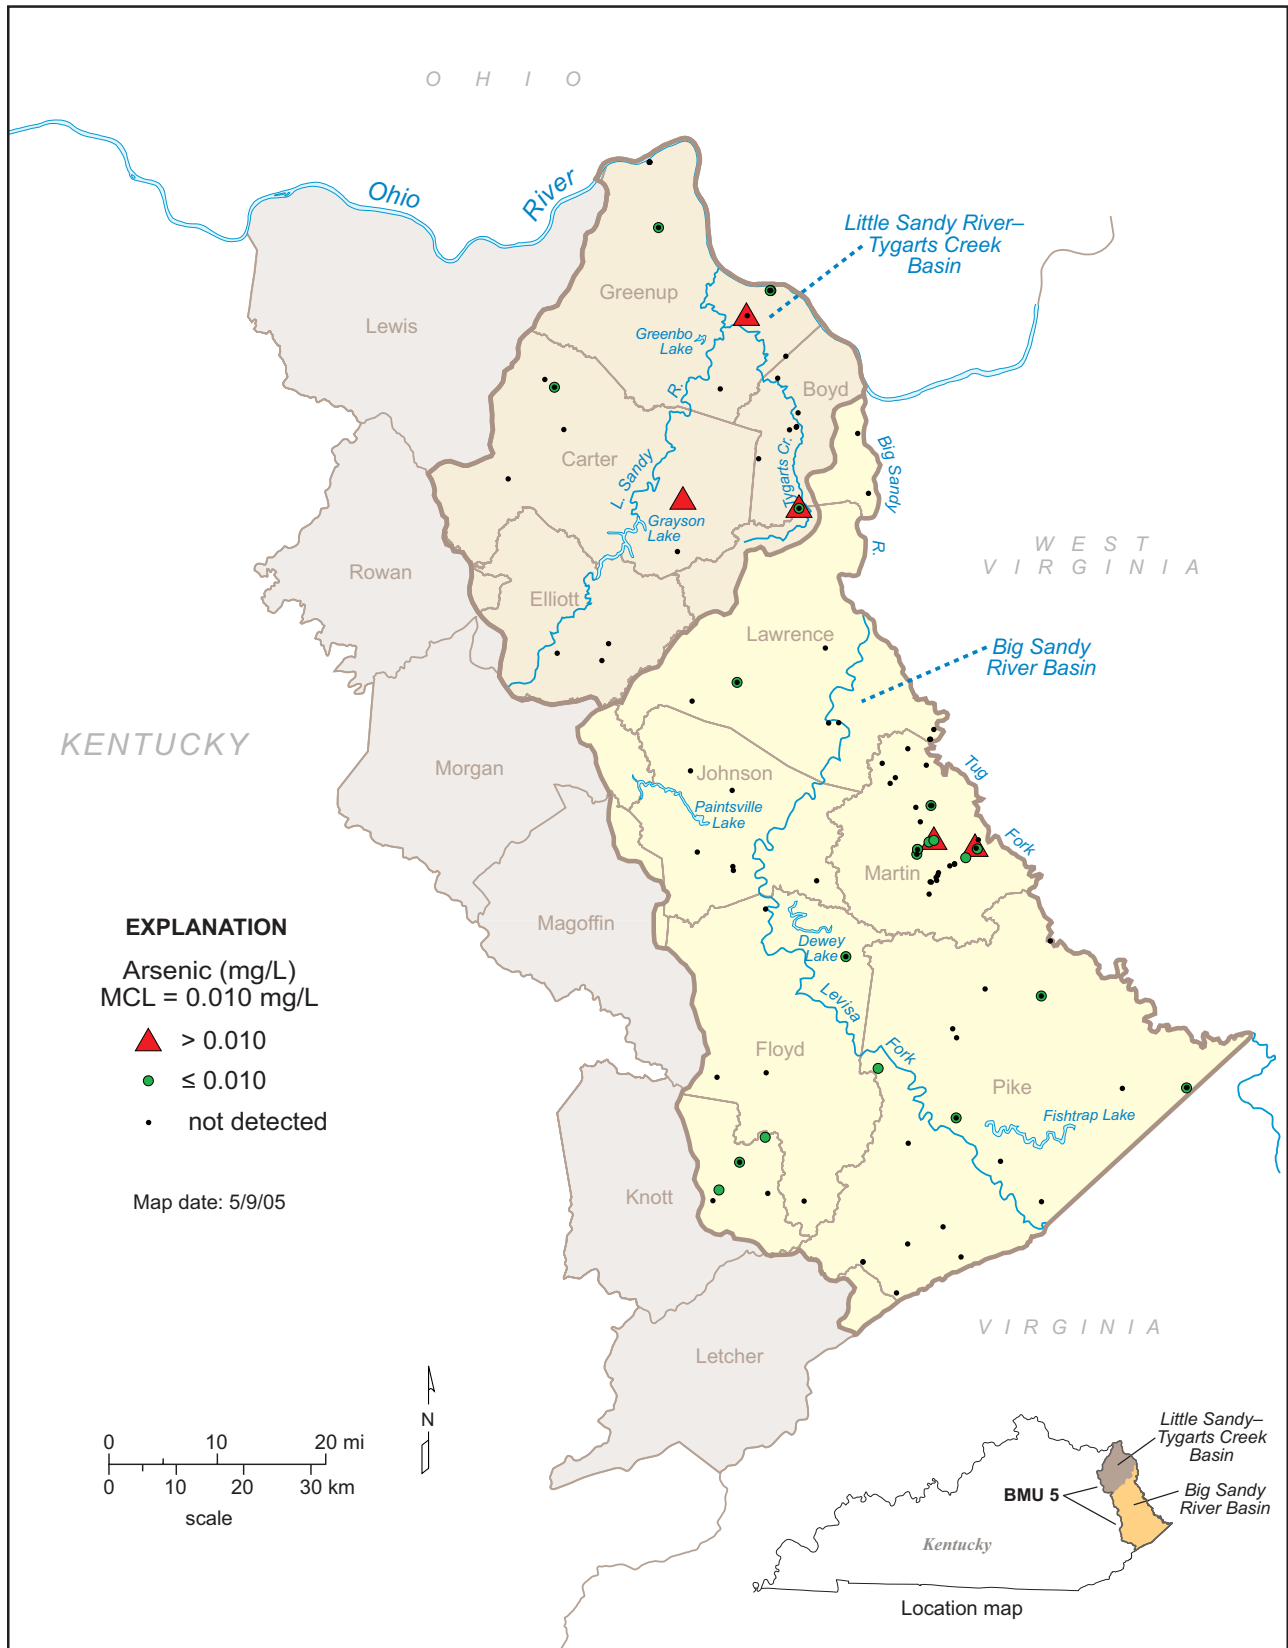 OHIO
Ohio
River
Little Sandy River–
Tygarts Creek
Basin
Greenup
Lewis
Greenbo
Lake
R.
Boyd
Carter
L. Sandy
Tygarts Cr.
Big Sandy
R.
Grayson
Lake
WEST
VIRGINIA
Rowan
Elliott
Lawrence
Big Sandy
River Basin
KENTUCKY
Morgan
Johnson
Tug
Fork
Paintsville
Lake
Martin
Magoffin
Dewey
Lake
Levisa
Fork
EXPLANATION
Arsenic (mg/L)
MCL = 0.010 mg/L
> 0.010
≤ 0.010
not detected
Map date: 5/9/05
Floyd
Pike
Fishtrap Lake
Knott
VIRGINIA
Letcher
N
0 10 20 mi
0 10 20 30 km
scale
Little Sandy–
Tygarts Creek
Basin
BMU 5
Big Sandy
River Basin
Kentucky
Location map